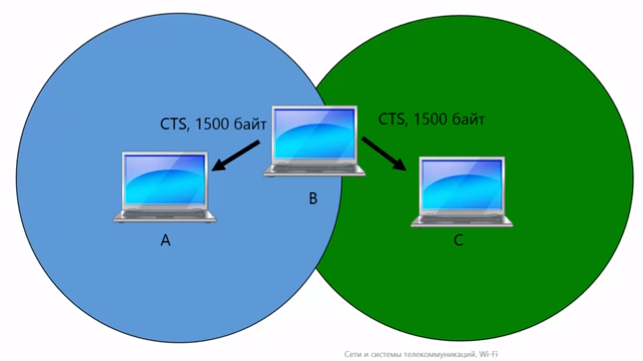 CTS, 1500 байт
CTS, 1500 байт
B
A
C
Сети и системы телекоммуникаций. Wi-Fi